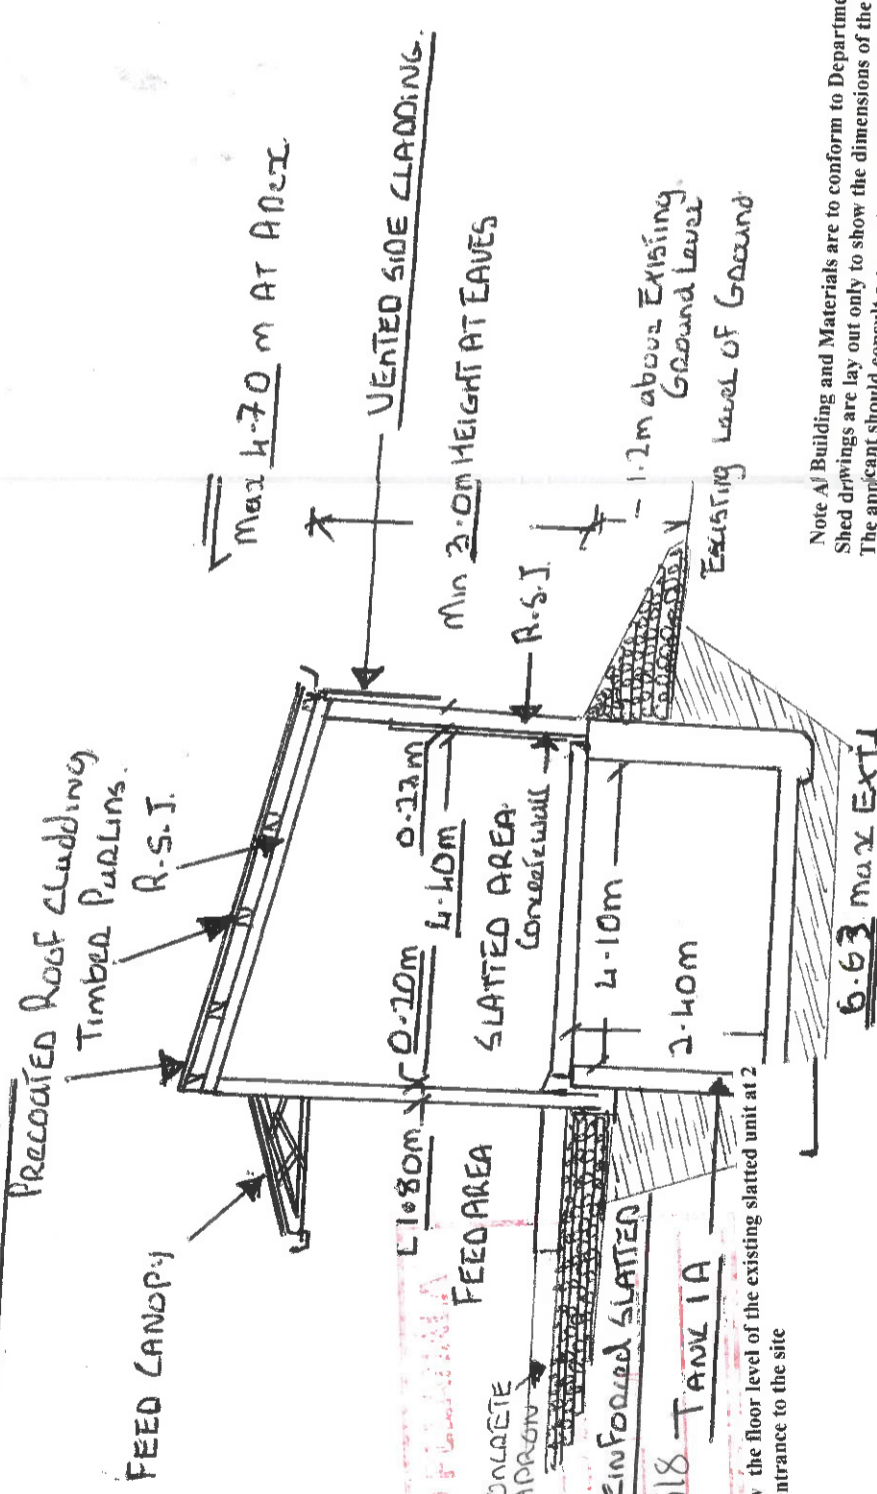 PRECOATED ROOF CLADDING
TIMBER PURLINS.
R.S.J.
FEED CANOPY
Max 4.70 m AT APEX
VENTED SIDE CLADDING.
Min 3.0m HEIGHT AT EAVES
R.S.J.
1.2m above Existing
Ground Level
Existing Level of Ground
1.80m
0.20m
0.22m
4.40m
FEED AREA
SLATTED AREA
Concrete Wall
4.10m
2.40m
SLATTED
TANK 1A
6.63 max EXT
the floor level of the existing slatted unit at 2
to the site
Note A/ Building and Materials are to conform to
Shed drwings are lay out only to show the dimensions of the
The applicant should consult